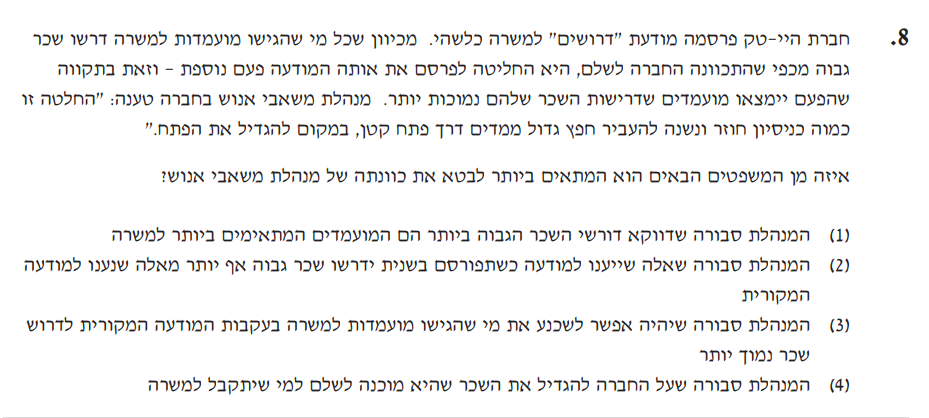 8. חברת היי-טק פרסמה מודעת "דרושים" למשרה כלשהי. מכיוון שכל מי שהגישו מועמדות למשרה דרשו שכר
גבוה מכפי שהתכוונה החברה לשלם, היא החליטה לפרסם את אותה המודעה פעם נוספת - וזאת בתקווה
שהפעם יימצאו מועמדים שדרישות השכר שלהם נמוכות יותר. מנהלת משאבי אנוש בחברה טענה: "החלטה זו
כמוה כניסיון חוזר ונשנה להעביר חפץ גדול ממדים דרך פתח קטן, במקום להגדיל את הפתח."
איזה מן המשפטים הבאים הוא המתאים ביותר לבטא את כוונתה של מנהלת משאבי אנוש?
(1) המנהלת סבורה שדווקא דורשי השכר הגבוה ביותר הם המועמדים המתאימים ביותר למשרה
(2) המנהלת סבורה שאלה שייענו למודעה כשתפורסם בשנית ידרשו שכר גבוה אף יותר מאלה שנענו למודעה
המקורית
(3) המנהלת סבורה שיהיה אפשר לשכנע את מי שהגישו מועמדות למשרה בעקבות המודעה המקורית לדרוש
שכר נמוך יותר
(4) המנהלת סבורה שעל החברה להגדיל את השכר שהיא מוכנה לשלם למי שיתקבל למשרה